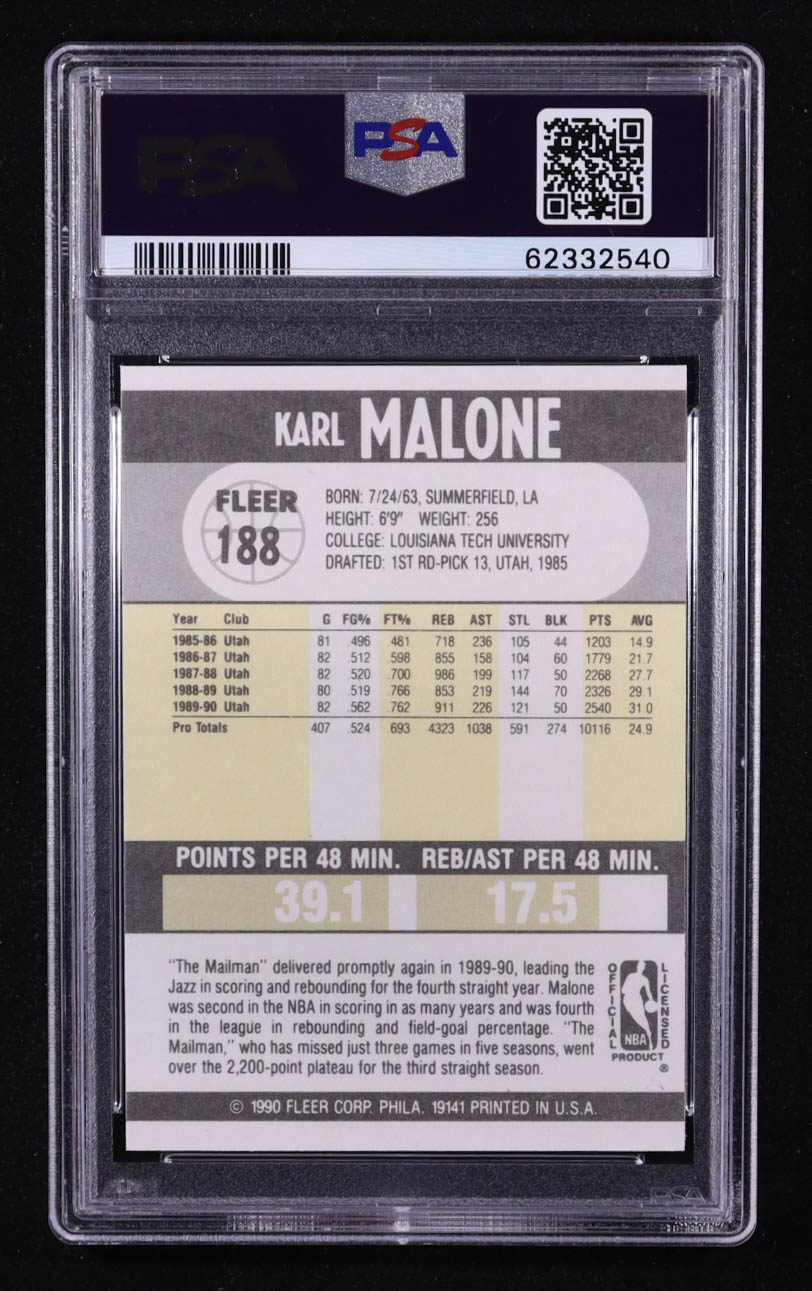 PSA
PSA
62332540
KARL MALONE
FLEER
188
BORN: 7/24/63, SUMMERFIELD, LA
HEIGHT: 6'9" WEIGHT: 256
COLLEGE: LOUISIANA TECH UNIVERSITY
DRAFTED: 1ST RD-PICK 13, UTAH, 1985
Year Club G FG% FT% REB AST STL BLK PTS AVG
1985-86 Utah 81 .496 .481 718 236 105 44 1203 14.9
1986-87 Utah 82 .512 .598 855 158 104 60 1779 21.7
1987-88 Utah 82 .520 .700 986 199 117 50 2268 27.7
1988-89 Utah 80 .519 .766 853 219 144 70 2326 29.1
1989-90 Utah 82 .562 .762 911 226 121 50 2540 31.0
Pro Totals 407 .524 .693 4323 1038 591 274 10116 24.9
POINTS PER 48 MIN. REB/AST PER 48 MIN.
39.1 17.5
"The Mailman" delivered promptly again in 1989-90, leading the
Jazz in scoring and rebounding for the fourth straight year. Malone
was second in the NBA in scoring in as many years and was fourth
in the league in rebounding and field-goal percentage. "The
Mailman," who has missed just three games in five seasons, went
over the 2,200-point plateau for the third straight season.
OFFICIAL
LICENSED
NBA
PRODUCT
®
© 1990 FLEER CORP. PHILA. 19141 PRINTED IN U.S.A.
PSA